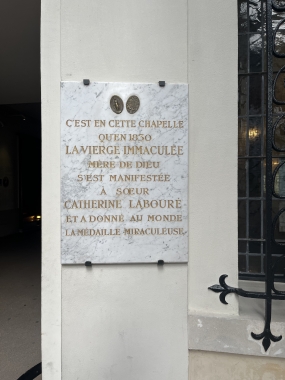 C'EST EN CETTE CHAPELLE
QU'EN 1830
LA VIERGE IMMACULÉE
MÈRE DE DIEU
S'EST MANIFESTÉE
À SŒUR
CATHERINE LABOURÉ
ET A DONNÉ AU MONDE
LA MÉDAILLE MIRACULEUSE.